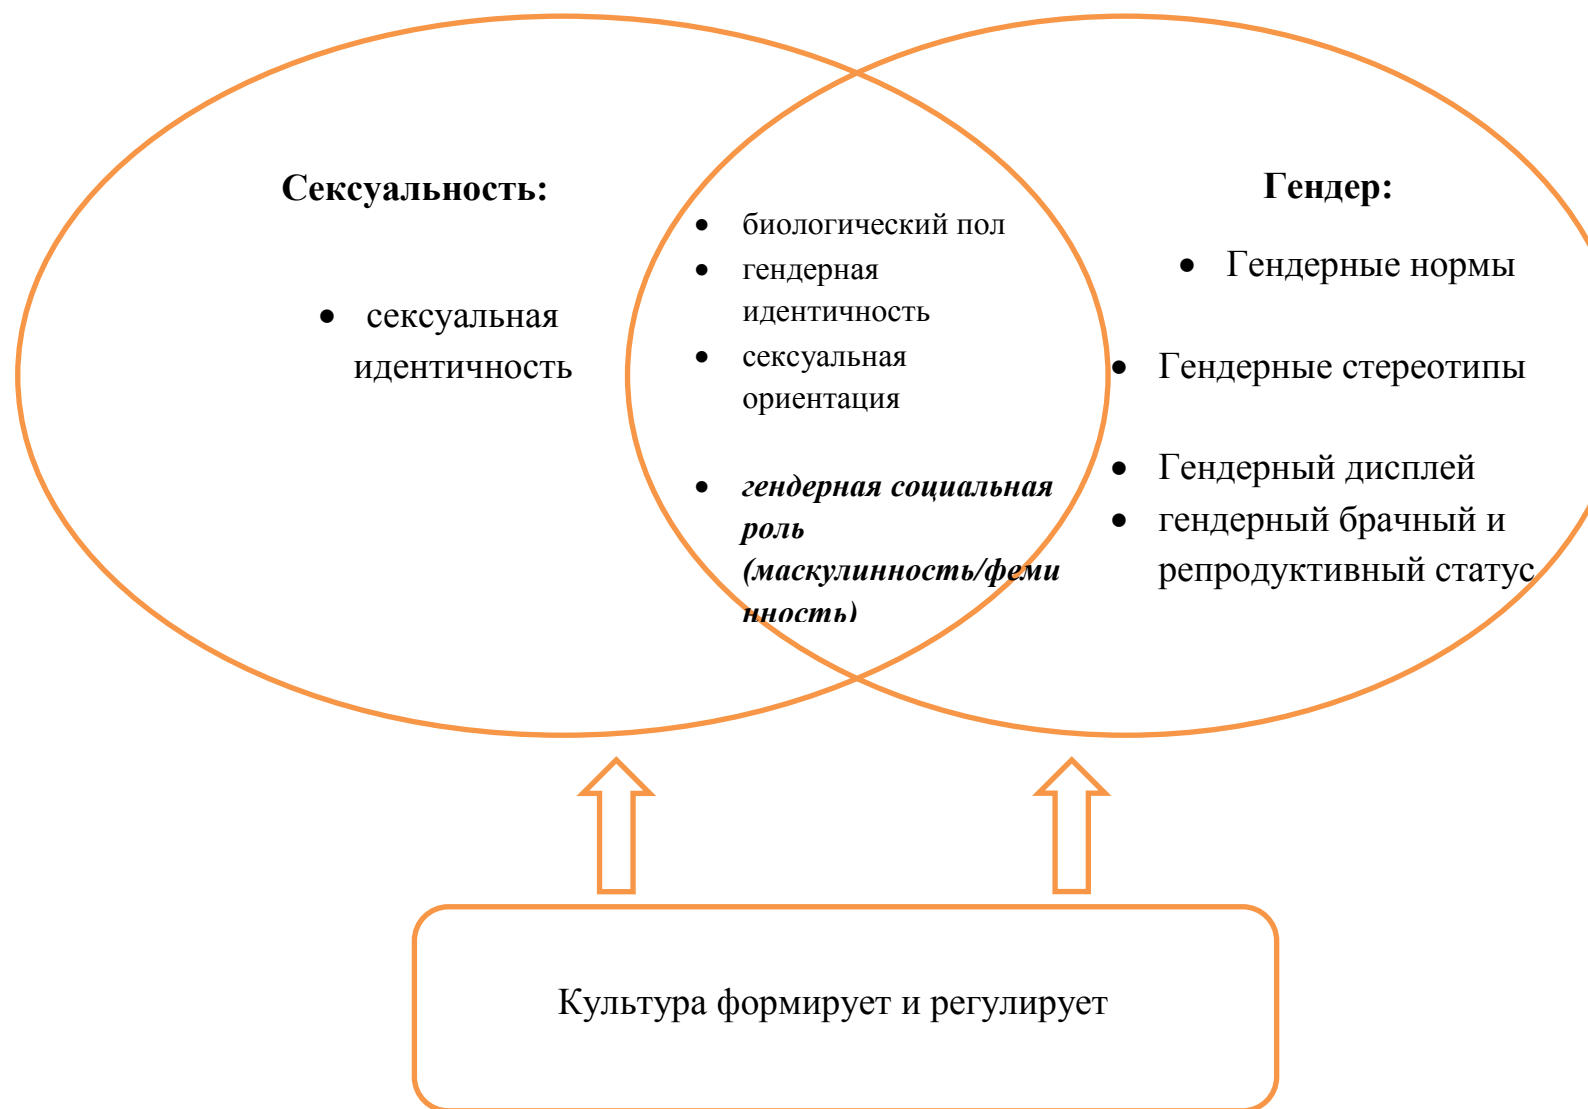 Сексуальность:
• сексуальная
идентичность
• биологический пол
• гендерная
идентичность
• сексуальная
ориентация
• гендерная социальная
роль
(маскулинность/феми
нность)
Гендер:
• Гендерные нормы
• Гендерные стереотипы
• Гендерный дисплей
• гендерный брачный и
репродуктивный статус
Культура формирует и регулирует